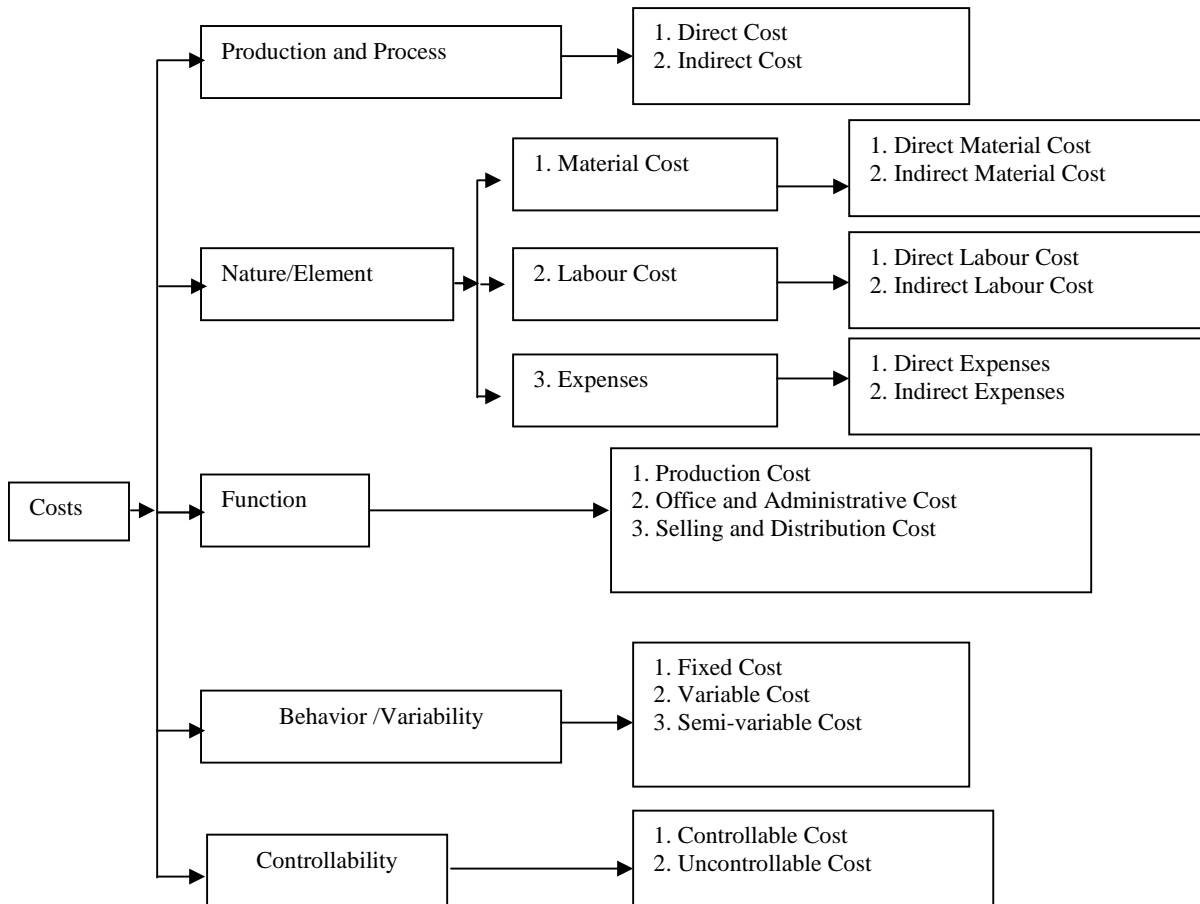 Production and Process
1. Direct Cost
2. Indirect Cost
1. Material Cost
1. Direct Material Cost
2. Indirect Material Cost
Nature/Element
2. Labour Cost
1. Direct Labour Cost
2. Indirect Labour Cost
3. Expenses
1. Direct Expenses
2. Indirect Expenses
Costs
Function
1. Production Cost
2. Office and Administrative Cost
3. Selling and Distribution Cost
Behavior /Variability
1. Fixed Cost
2. Variable Cost
3. Semi-variable Cost
Controllability
1. Controllable Cost
2. Uncontrollable Cost